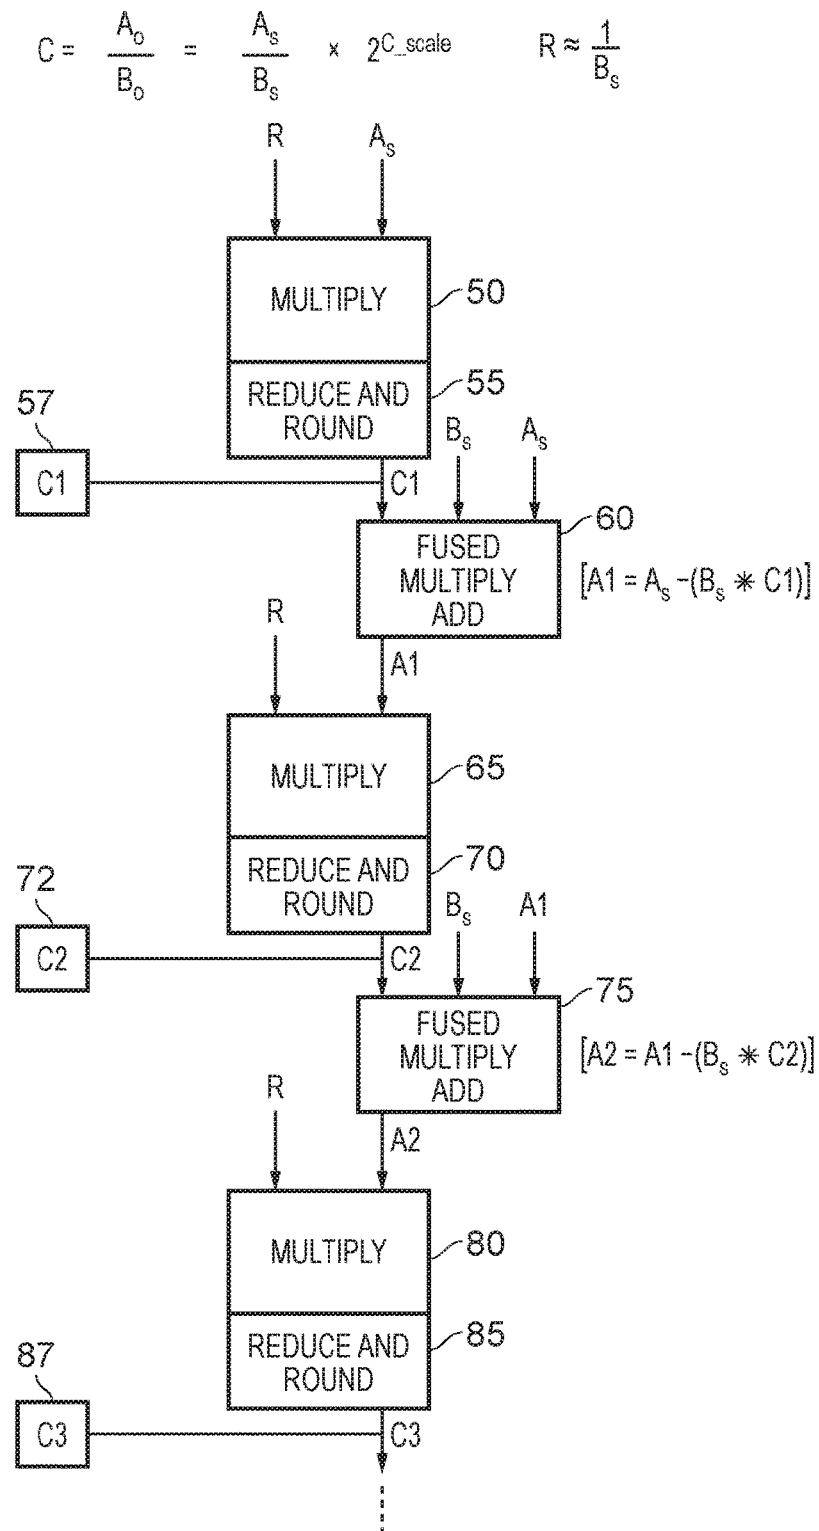 C = A₀/B₀ = Aₛ/Bₛ × 2^C_scale R ≈ 1/Bₛ
R Aₛ
MULTIPLY 50
REDUCE AND ROUND 55
57
C1
C1
Bₛ Aₛ
FUSED MULTIPLY ADD 60
[A1 = Aₛ –(Bₛ * C1)]
R
A1
MULTIPLY 65
REDUCE AND ROUND 70
72
C2
C2
Bₛ A1
FUSED MULTIPLY ADD 75
[A2 = A1 –(Bₛ * C2)]
R
A2
MULTIPLY 80
REDUCE AND ROUND 85
87
C3
C3